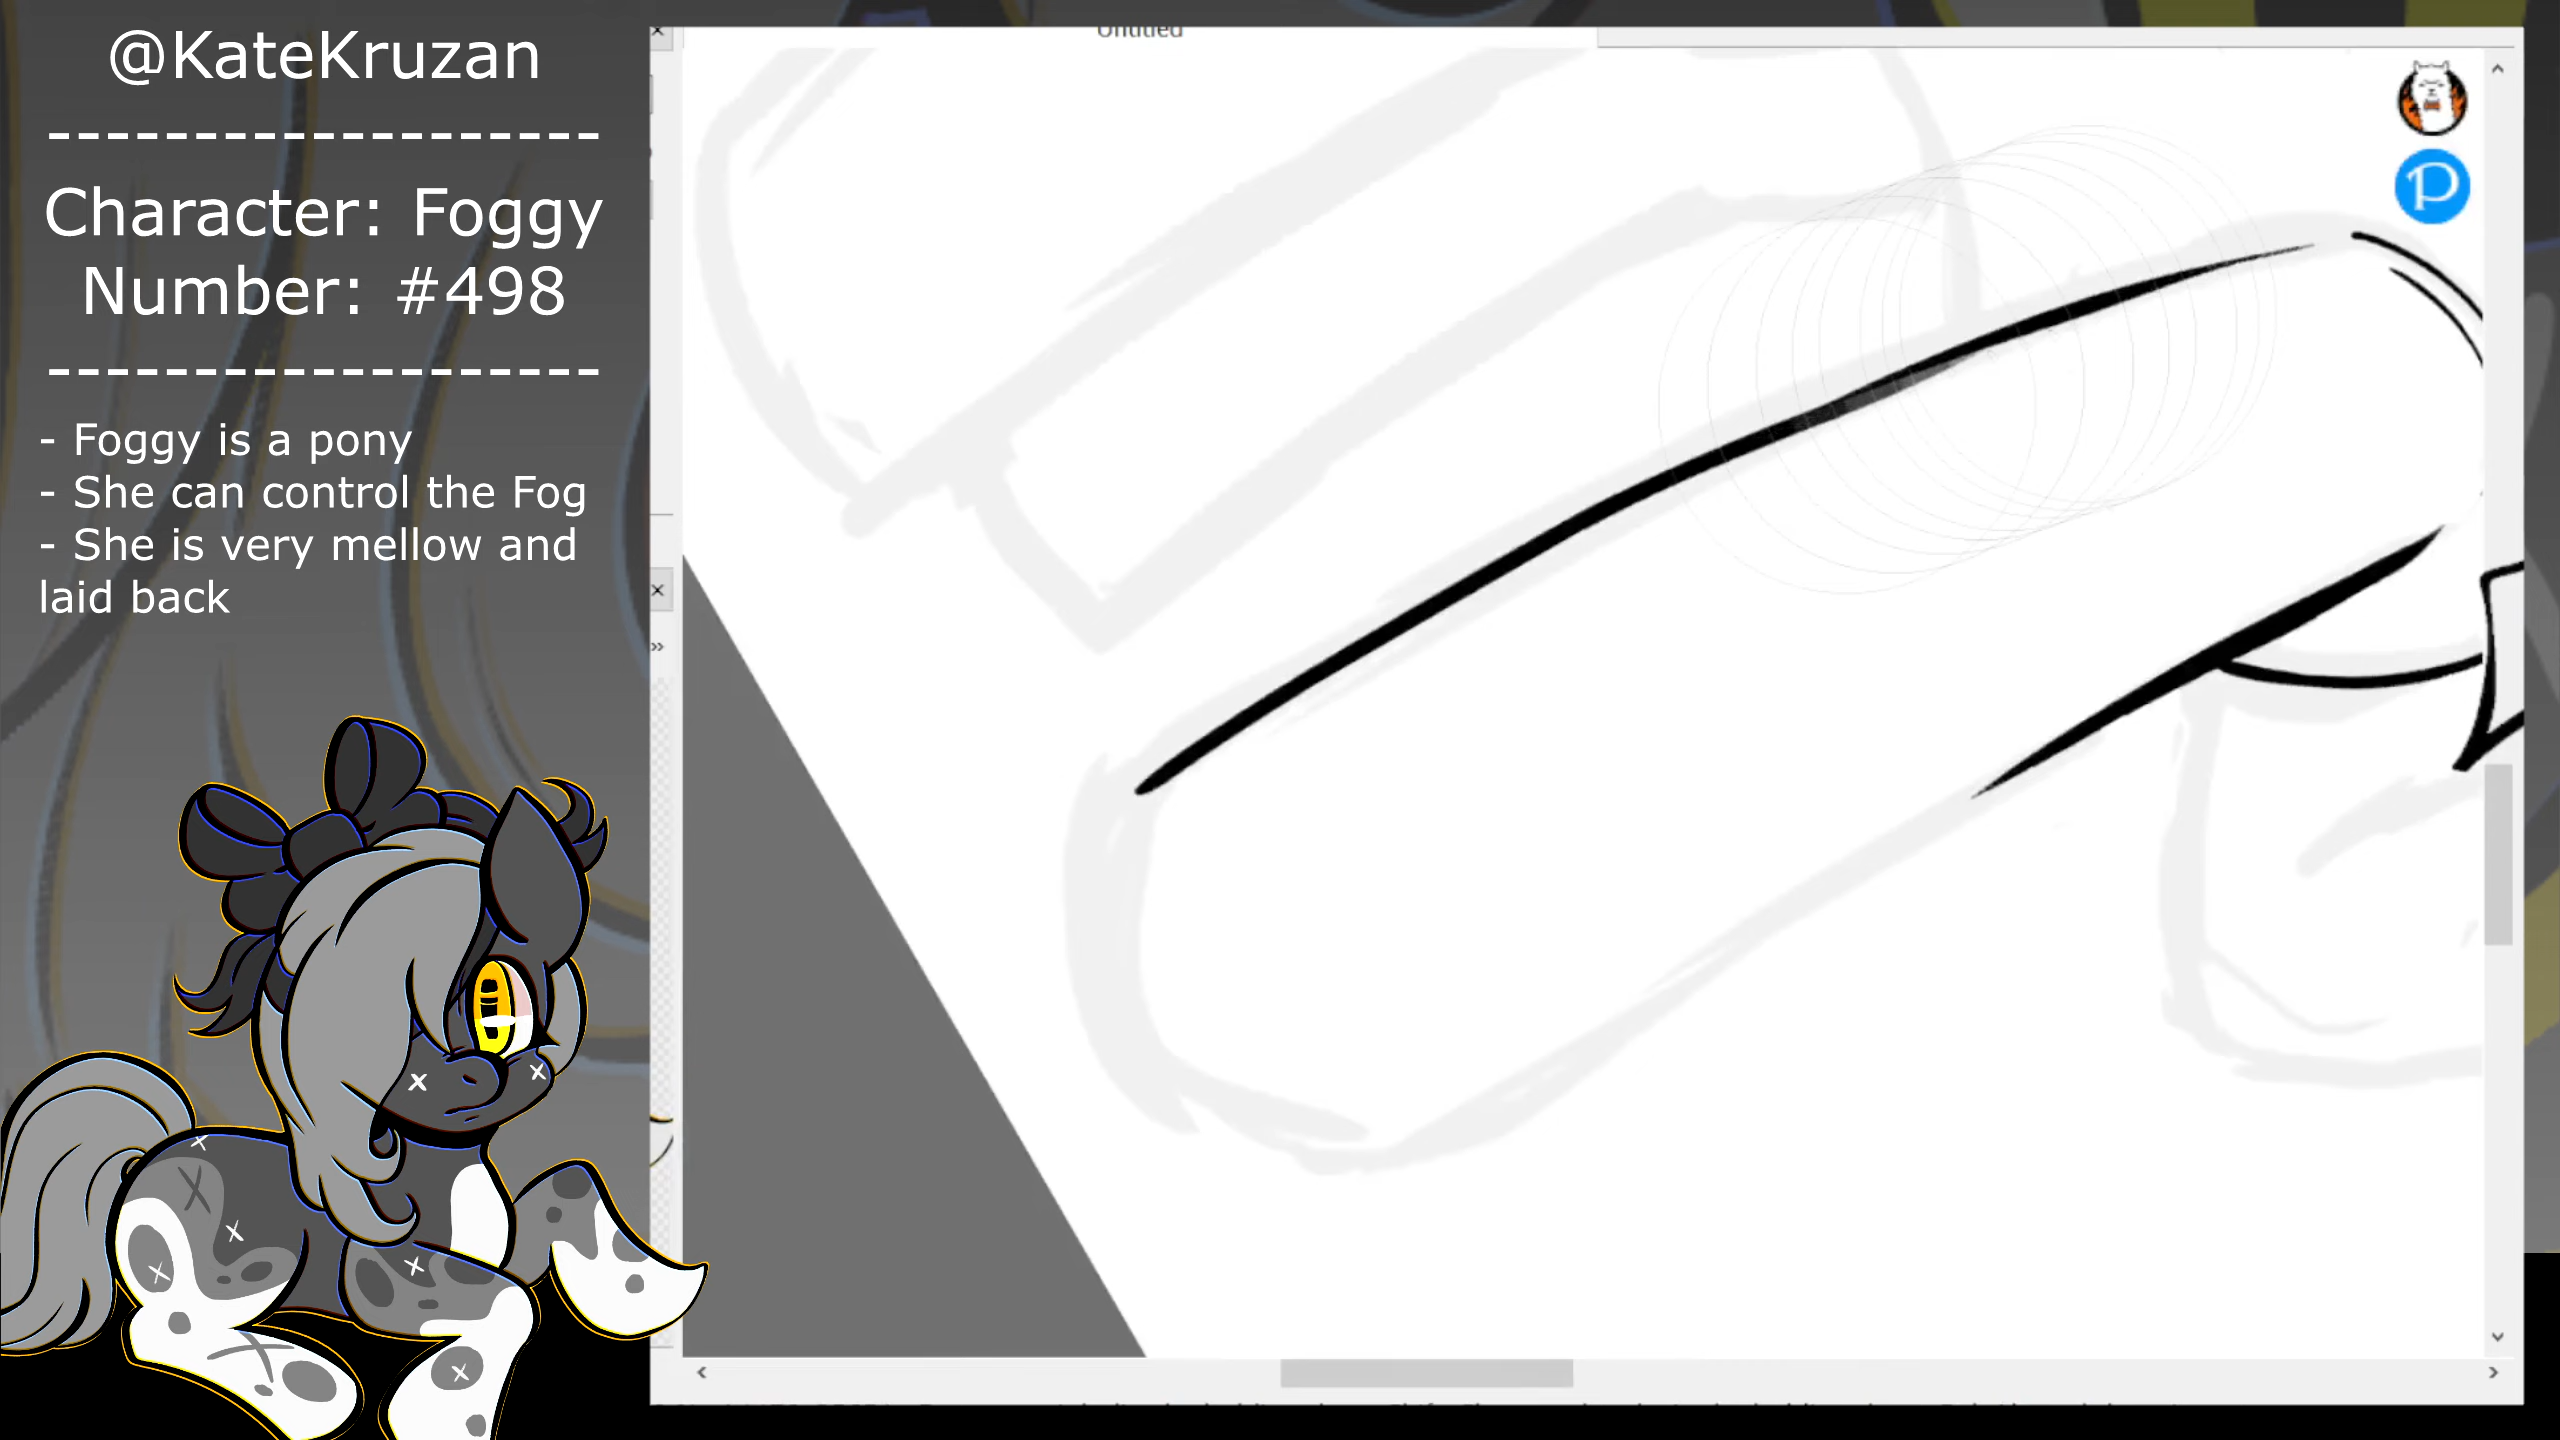 @KateKruzan
-------------------
Character: Foggy
Number: #498
-------------------
- Foggy is a pony
- She can control the Fog
- She is very mellow and
laid back
Untitled
P